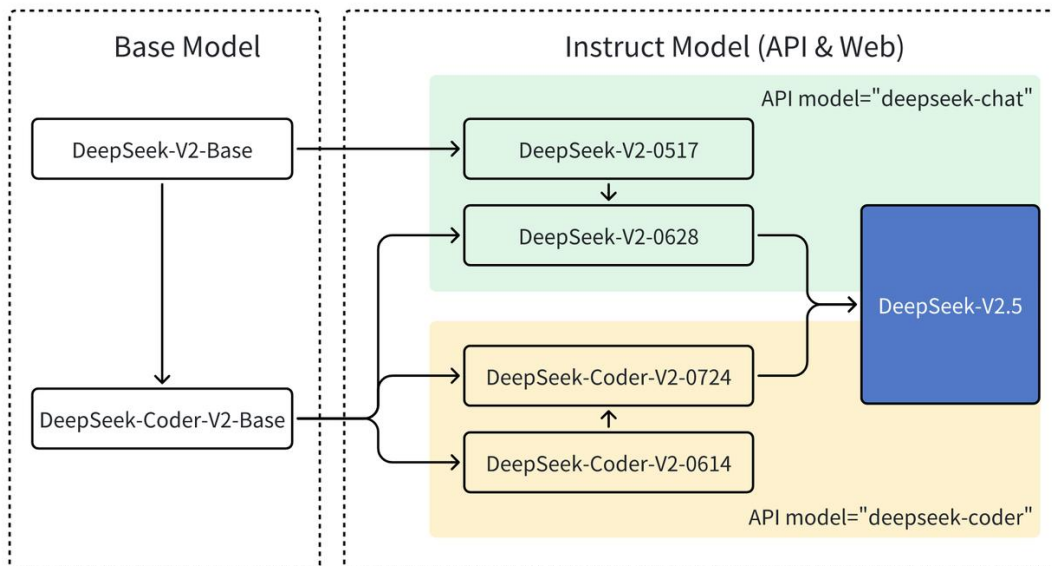 Base Model
DeepSeek-V2-Base
DeepSeek-Coder-V2-Base
Instruct Model (API & Web)
API model="deepseek-chat"
DeepSeek-V2-0517
DeepSeek-V2-0628
DeepSeek-V2.5
DeepSeek-Coder-V2-0724
DeepSeek-Coder-V2-0614
API model="deepseek-coder"